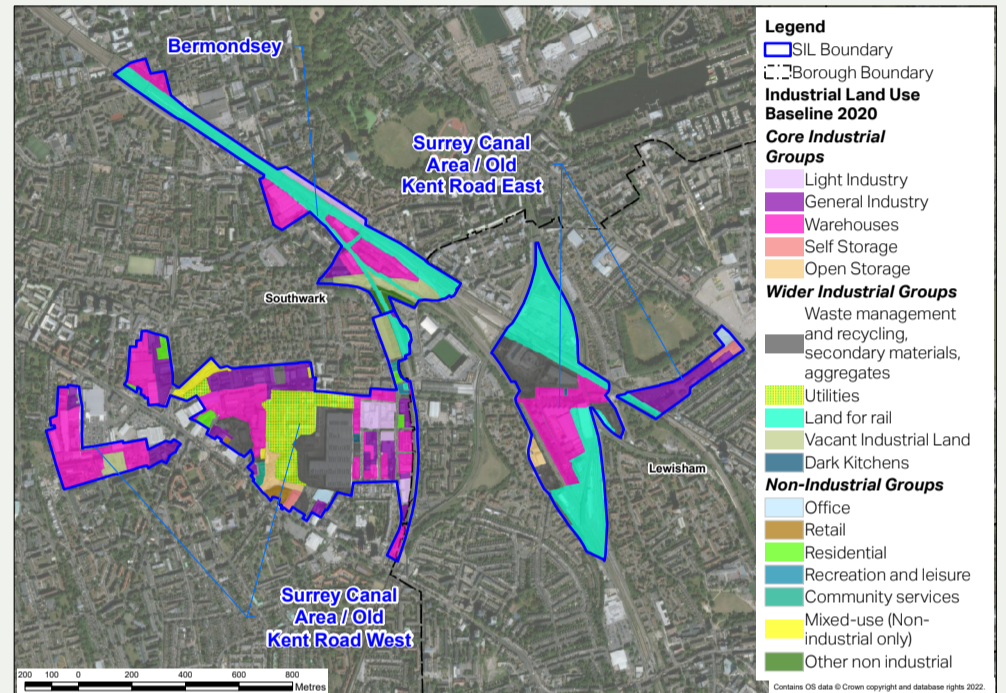 Bermondsey
Surrey Canal
Area / Old
Kent Road East
Southwark
Lewisham
Surrey Canal
Area / Old
Kent Road West
200 100 0 200 400 600 800
Metres
Legend
SIL Boundary
Borough Boundary
Industrial Land Use
Baseline 2020
Core Industrial
Groups
Light Industry
General Industry
Warehouses
Self Storage
Open Storage
Wider Industrial Groups
Waste management
and recycling,
secondary materials,
aggregates
Utilities
Land for rail
Vacant Industrial Land
Dark Kitchens
Non-Industrial Groups
Office
Retail
Residential
Recreation and leisure
Community services
Mixed-use (Non-
industrial only)
Other non industrial
Contains OS data © Crown copyright and database rights 2022.